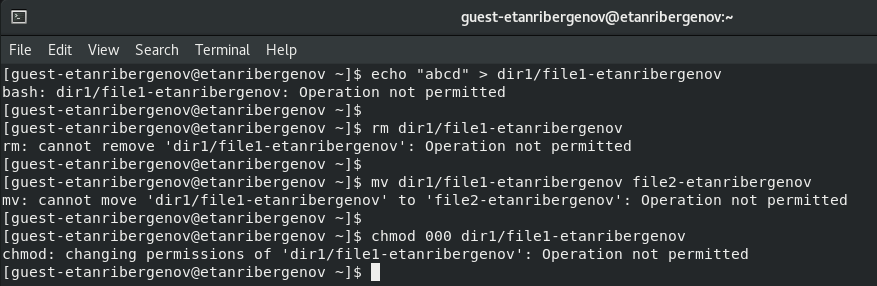 guest-etanribergenov@etanribergenov:~
File Edit View Search Terminal Help
[guest-etanribergenov@etanribergenov ~]$ echo "abcd" > dir1/file1-etanribergenov
bash: dir1/file1-etanribergenov: Operation not permitted
[guest-etanribergenov@etanribergenov ~]$
[guest-etanribergenov@etanribergenov ~]$ rm dir1/file1-etanribergenov
rm: cannot remove 'dir1/file1-etanribergenov': Operation not permitted
[guest-etanribergenov@etanribergenov ~]$
[guest-etanribergenov@etanribergenov ~]$ mv dir1/file1-etanribergenov file2-etanribergenov
mv: cannot move 'dir1/file1-etanribergenov' to 'file2-etanribergenov': Operation not permitted
[guest-etanribergenov@etanribergenov ~]$
[guest-etanribergenov@etanribergenov ~]$ chmod 000 dir1/file1-etanribergenov
chmod: changing permissions of 'dir1/file1-etanribergenov': Operation not permitted
[guest-etanribergenov@etanribergenov ~]$